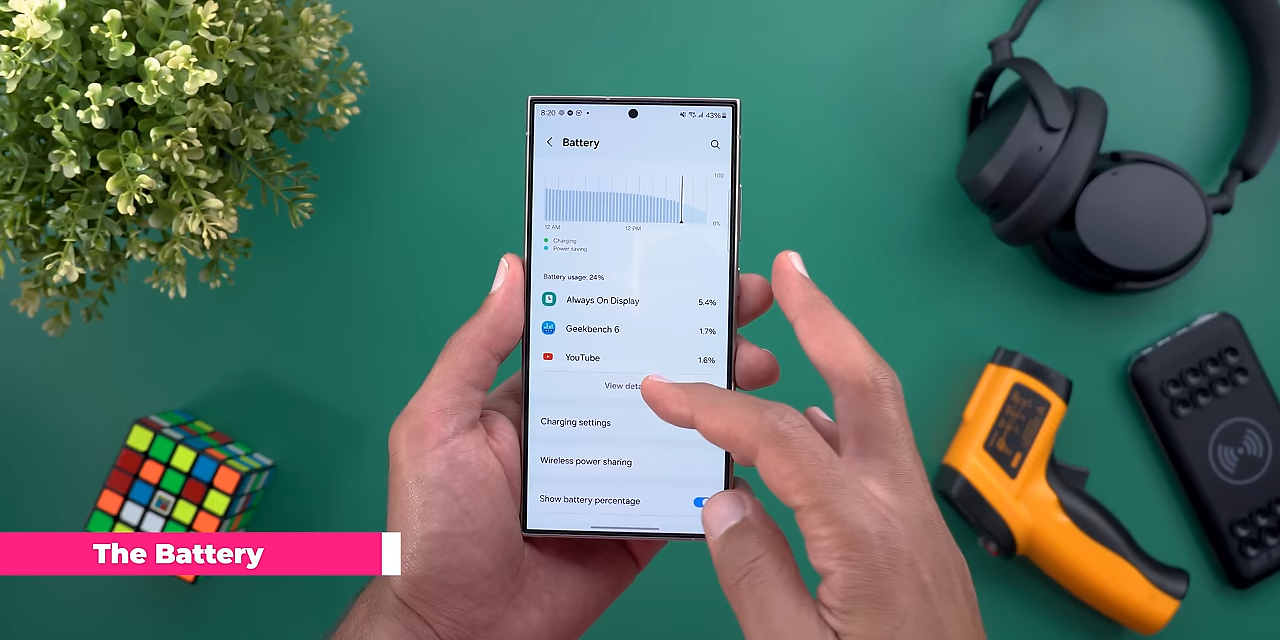 8:20
43%
Battery
100
0%
12 AM
12 PM
Charging
Power saving
Battery usage: 24%
Always On Display
5.4%
Geekbench 6
1.7%
YouTube
1.6%
View
Charging settings
Wireless power sharing
Show battery percentage
The Battery